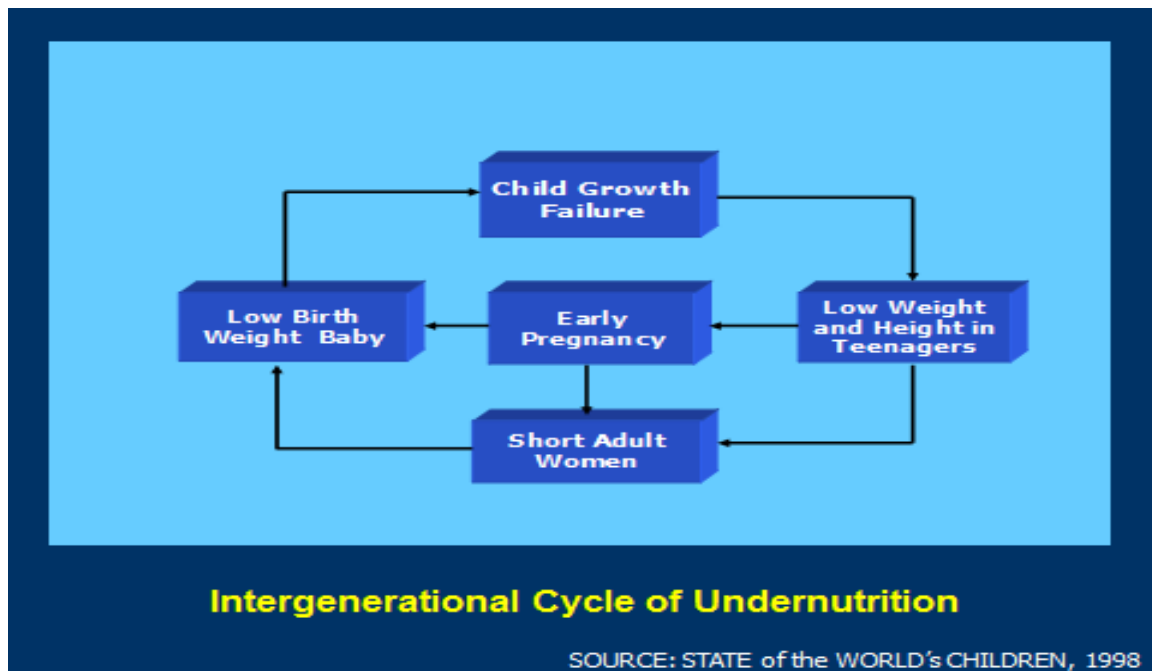 Child Growth
Failure
Low Birth
Weight Baby
Early
Pregnancy
Low Weight
and Height in
Teenagers
Short Adult
Women
Intergenerational Cycle of Undernutrition
SOURCE: STATE of the WORLD's CHILDREN, 1998